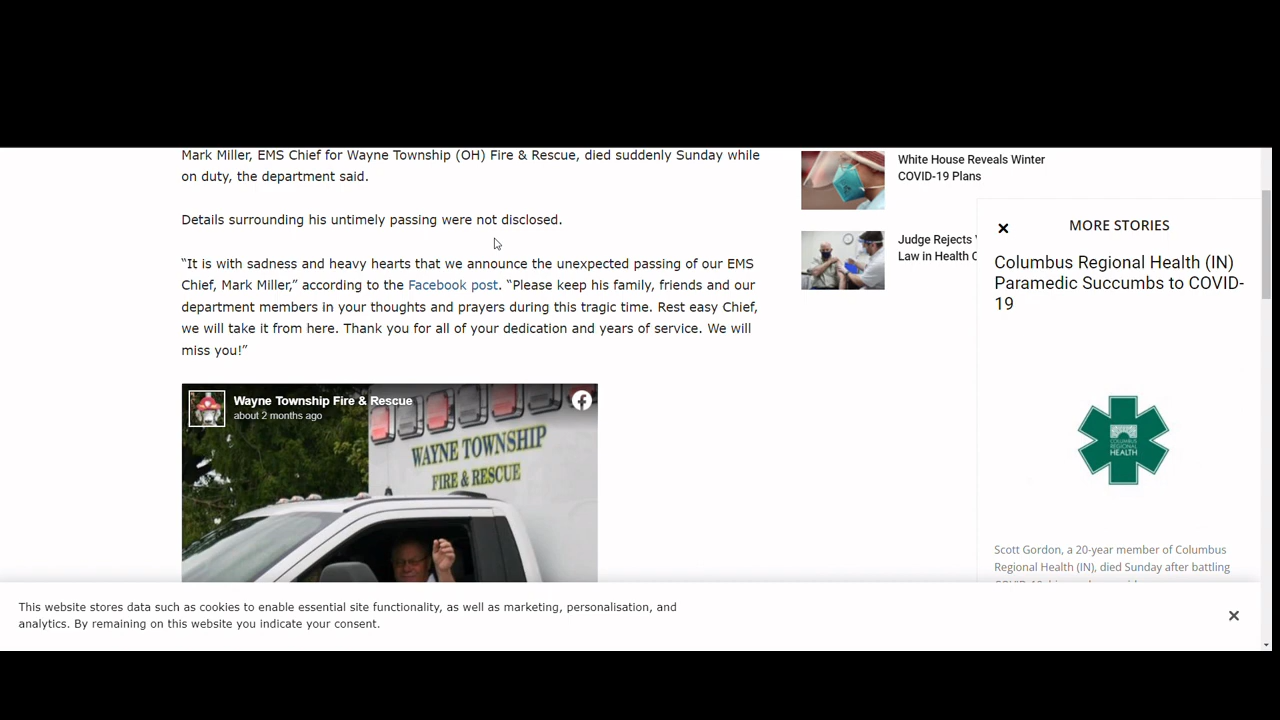 Mark Miller, EMS Chief for Wayne Township (OH) Fire & Rescue, died suddenly Sunday while
on duty, the department said.
Details surrounding his untimely passing were not disclosed.
“It is with sadness and heavy hearts that we announce the unexpected passing of our EMS
Chief, Mark Miller,” according to the Facebook post. “Please keep his family, friends and our
department members in your thoughts and prayers during this tragic time. Rest easy Chief,
we will take it from here. Thank you for all of your dedication and years of service. We will
miss you!”
Wayne Township Fire & Rescue
about 2 months ago
WAYNE TOWNSHIP
FIRE & RESCUE
White House Reveals Winter
COVID-19 Plans
Judge Rejects
Law in Health
MORE STORIES
Columbus Regional Health (IN)
Paramedic Succumbs to COVID-
19
COLUMBUS
REGIONAL
HEALTH
Scott Gordon, a 20-year member of Columbus
Regional Health (IN), died Sunday after battling
This website stores data such as cookies to enable essential site functionality, as well as marketing, personalisation, and
analytics. By remaining on this website you indicate your consent.